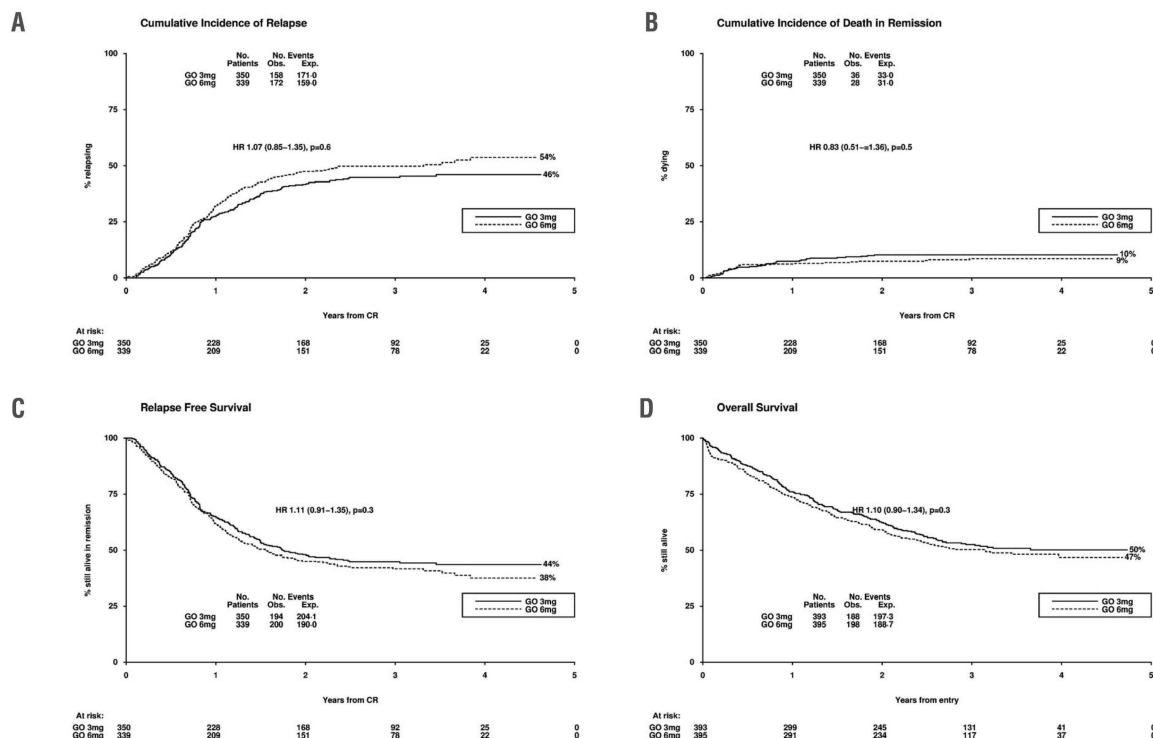 A
Cumulative Incidence of Relapse
100
75
50
25
0
% relapsing
No. No. Events
Patients Obs. Exp.
GO 3mg 350 158 171·0
GO 6mg 339 172 159·0
HR 1.07 (0.85–1.35), p=0.6
54%
46%
GO 3mg
GO 6mg
0 1 2 3 4 5
Years from CR
At risk:
GO 3mg 350 228 168 92 25 0
GO 6mg 339 209 151 78 22 0
B
Cumulative Incidence of Death in Remission
100
75
50
25
0
% dying
No. No. Events
Patients Obs. Exp.
GO 3mg 350 36 33·0
GO 6mg 339 28 31·0
HR 0.83 (0.51–=1.36), p=0.5
10%
9%
GO 3mg
GO 6mg
0 1 2 3 4 5
Years from CR
At risk:
GO 3mg 350 228 168 92 25 0
GO 6mg 339 209 151 78 22 0
C
Relapse Free Survival
100
75
50
25
0
% still alive in remission
HR 1.11 (0.91–1.35), p=0.3
44%
38%
No. No. Events
Patients Obs. Exp.
GO 3mg 350 194 204·1
GO 6mg 339 200 190·0
GO 3mg
GO 6mg
0 1 2 3 4 5
Years from CR
At risk:
GO 3mg 350 228 168 92 25 0
GO 6mg 339 209 151 78 22 0
D
Overall Survival
100
75
50
25
0
% still alive
HR 1.10 (0.90–1.34), p=0.3
50%
47%
No. No. Events
Patients Obs. Exp.
GO 3mg 393 188 197·3
GO 6mg 395 198 188·7
GO 3mg
GO 6mg
0 1 2 3 4 5
Years from entry
At risk:
GO 3mg 393 299 245 131 41 0
GO 6mg 395 291 234 117 37 0